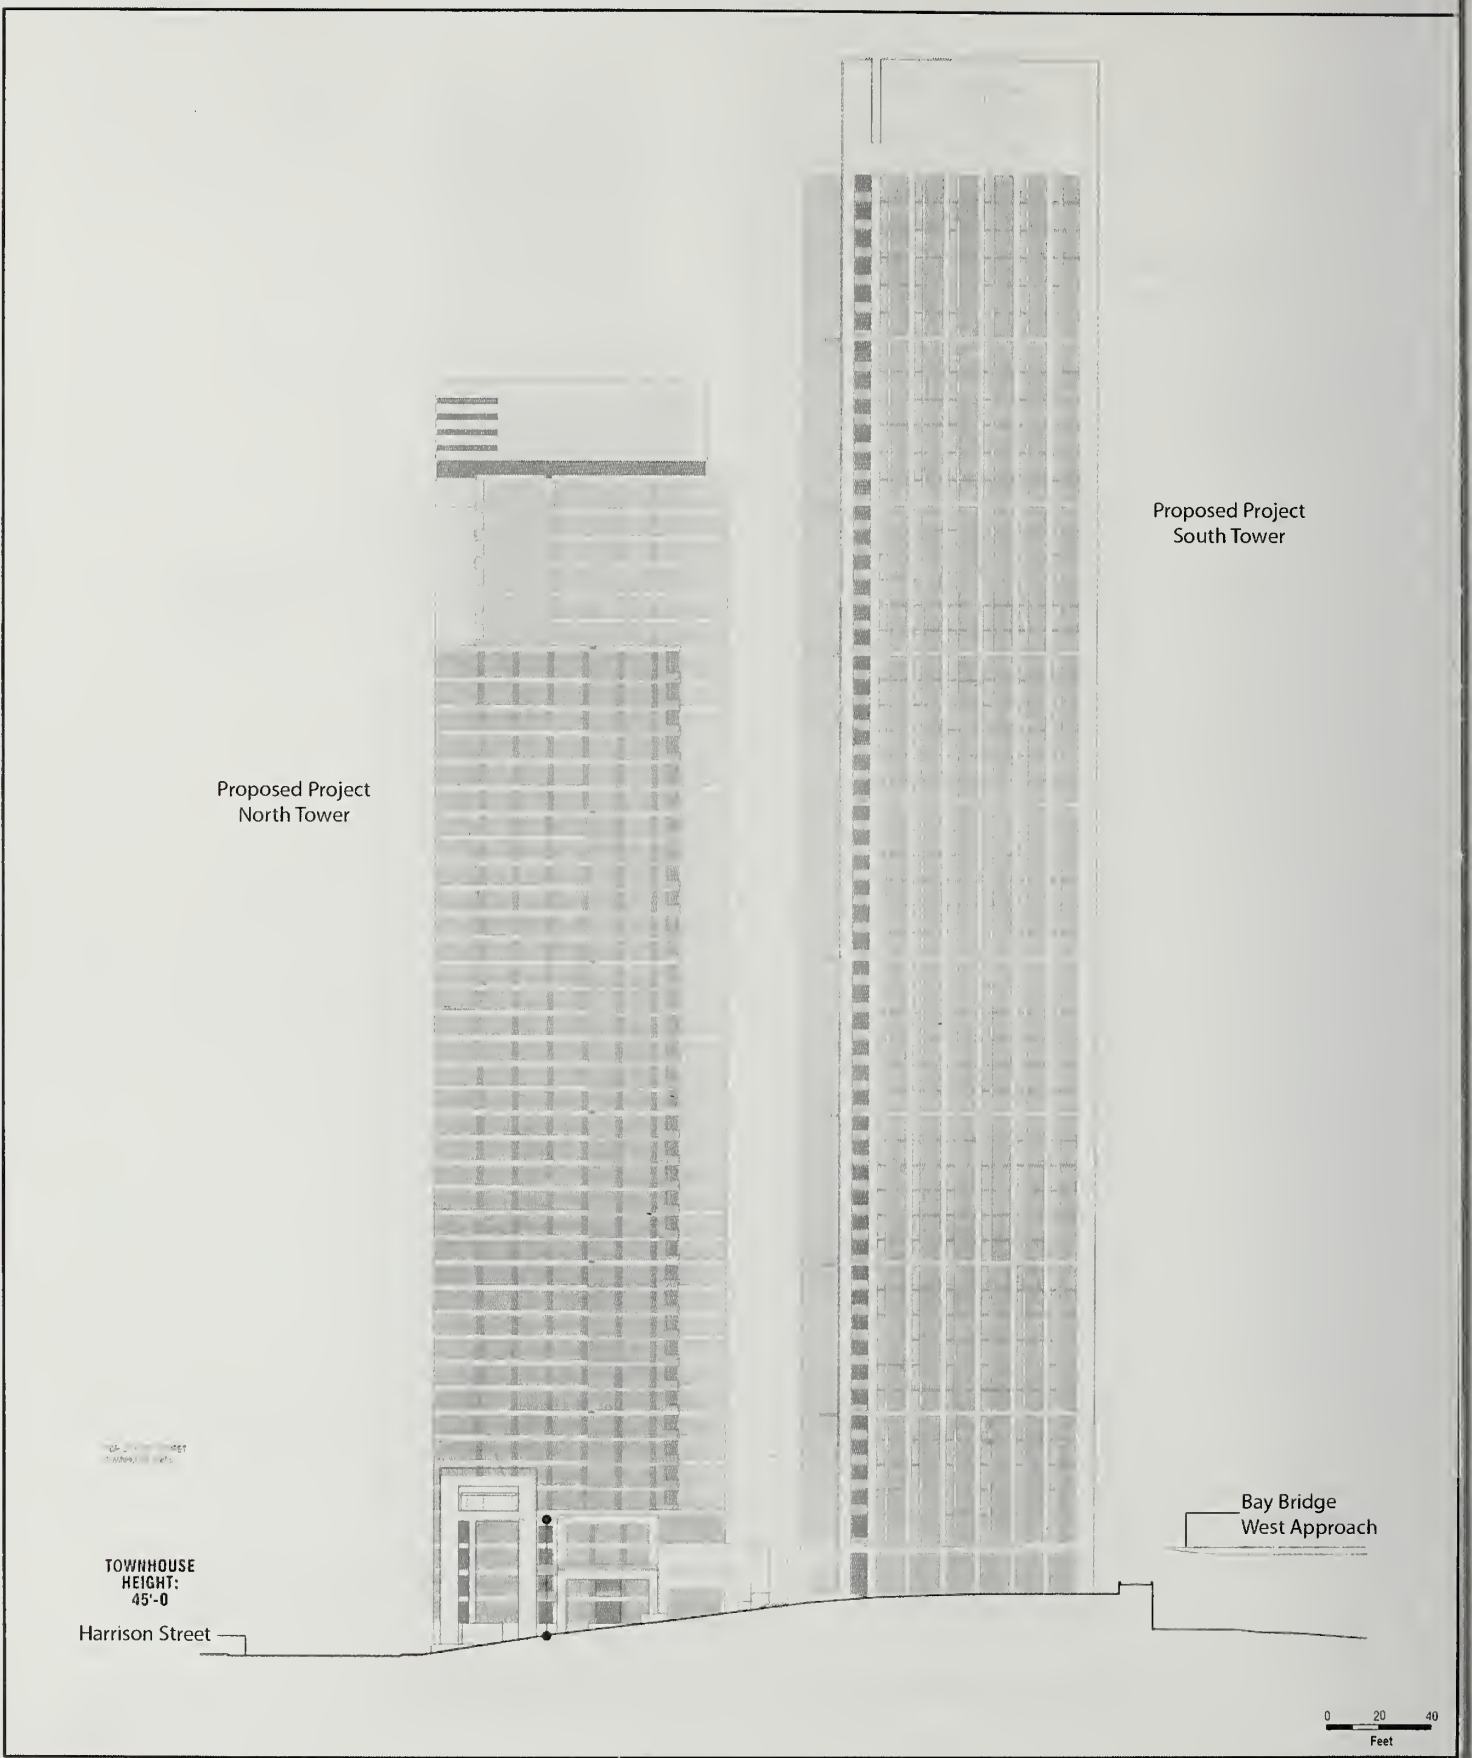 Proposed Project
South Tower
Proposed Project
North Tower
Bay Bridge
West Approach
TOWNHOUSE
HEIGHT:
45'-0
Harrison Street
0 20 40
Feet